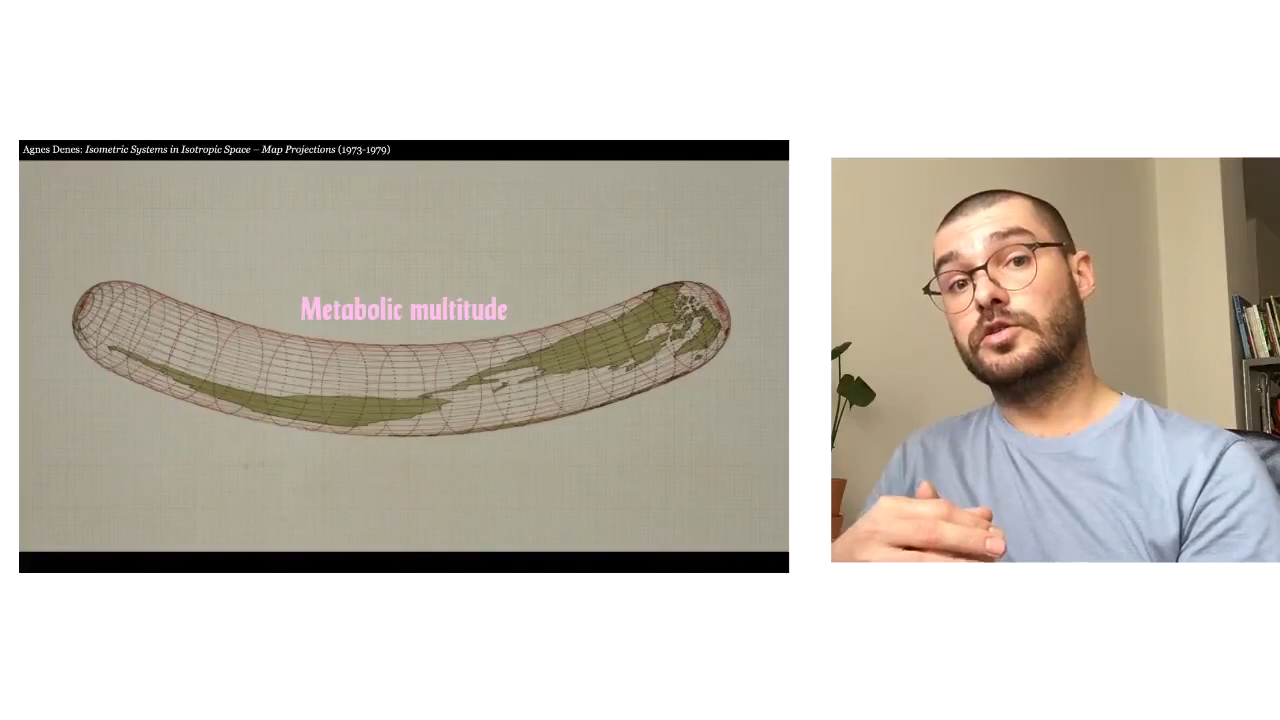 Agnes Denes: Isometric Systems in Isotropic Space – Map Projections (1973-1979)
Metabolic multitude